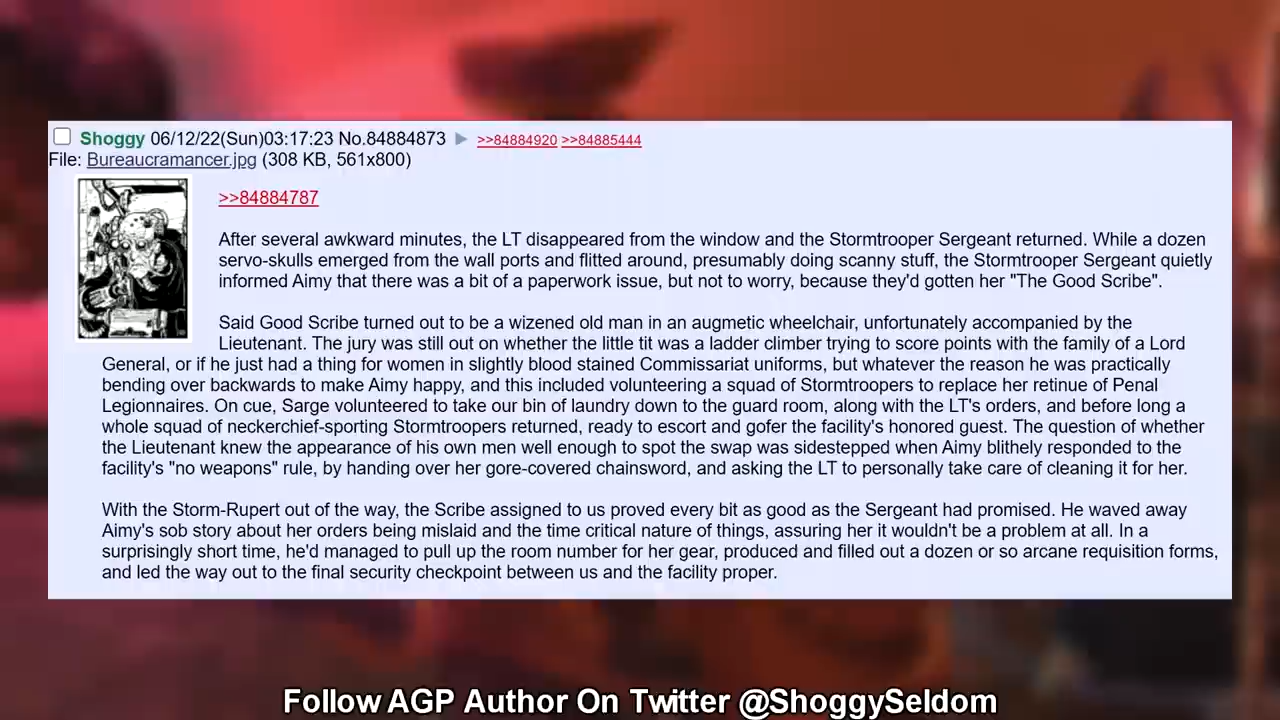 Shoggy 06/12/22(Sun)03:17:23 No.84884873 ▶ >>84884920 >>84885444
File: Bureaucramancer.jpg (308 KB, 561x800)
>>84884787
After several awkward minutes, the LT disappeared from the window and the Stormtrooper Sergeant returned. While a dozen
servo-skulls emerged from the wall ports and flitted around, presumably doing scanny stuff, the Stormtrooper Sergeant quietly
informed Aimy that there was a bit of a paperwork issue, but not to worry, because they'd gotten her "The Good Scribe".
Said Good Scribe turned out to be a wizened old man in an augmetic wheelchair, unfortunately accompanied by the
Lieutenant. The jury was still out on whether the little tit was a ladder climber trying to score points with the family of a Lord
General, or if he just had a thing for women in slightly blood stained Commissariat uniforms, but whatever the reason he was practically
bending over backwards to make Aimy happy, and this included volunteering a squad of Stormtroopers to replace her retinue of Penal
Legionnaires. On cue, Sarge volunteered to take our bin of laundry down to the guard room, along with the LT's orders, and before long a
whole squad of neckerchief-sporting Stormtroopers returned, ready to escort and gofer the facility's honored guest. The question of whether
the Lieutenant knew the appearance of his own men well enough to spot the swap was sidestepped when Aimy blithely responded to the
facility's "no weapons" rule, by handing over her gore-covered chainsword, and asking the LT to personally take care of cleaning it for her.
With the Storm-Rupert out of the way, the Scribe assigned to us proved every bit as good as the Sergeant had promised. He waved away
Aimy's sob story about her orders being mislaid and the time critical nature of things, assuring her it wouldn't be a problem at all. In a
surprisingly short time, he'd managed to pull up the room number for her gear, produced and filled out a dozen or so arcane requisition forms,
and led the way out to the final security checkpoint between us and the facility proper.
Follow AGP Author On Twitter @ShoggySeldom